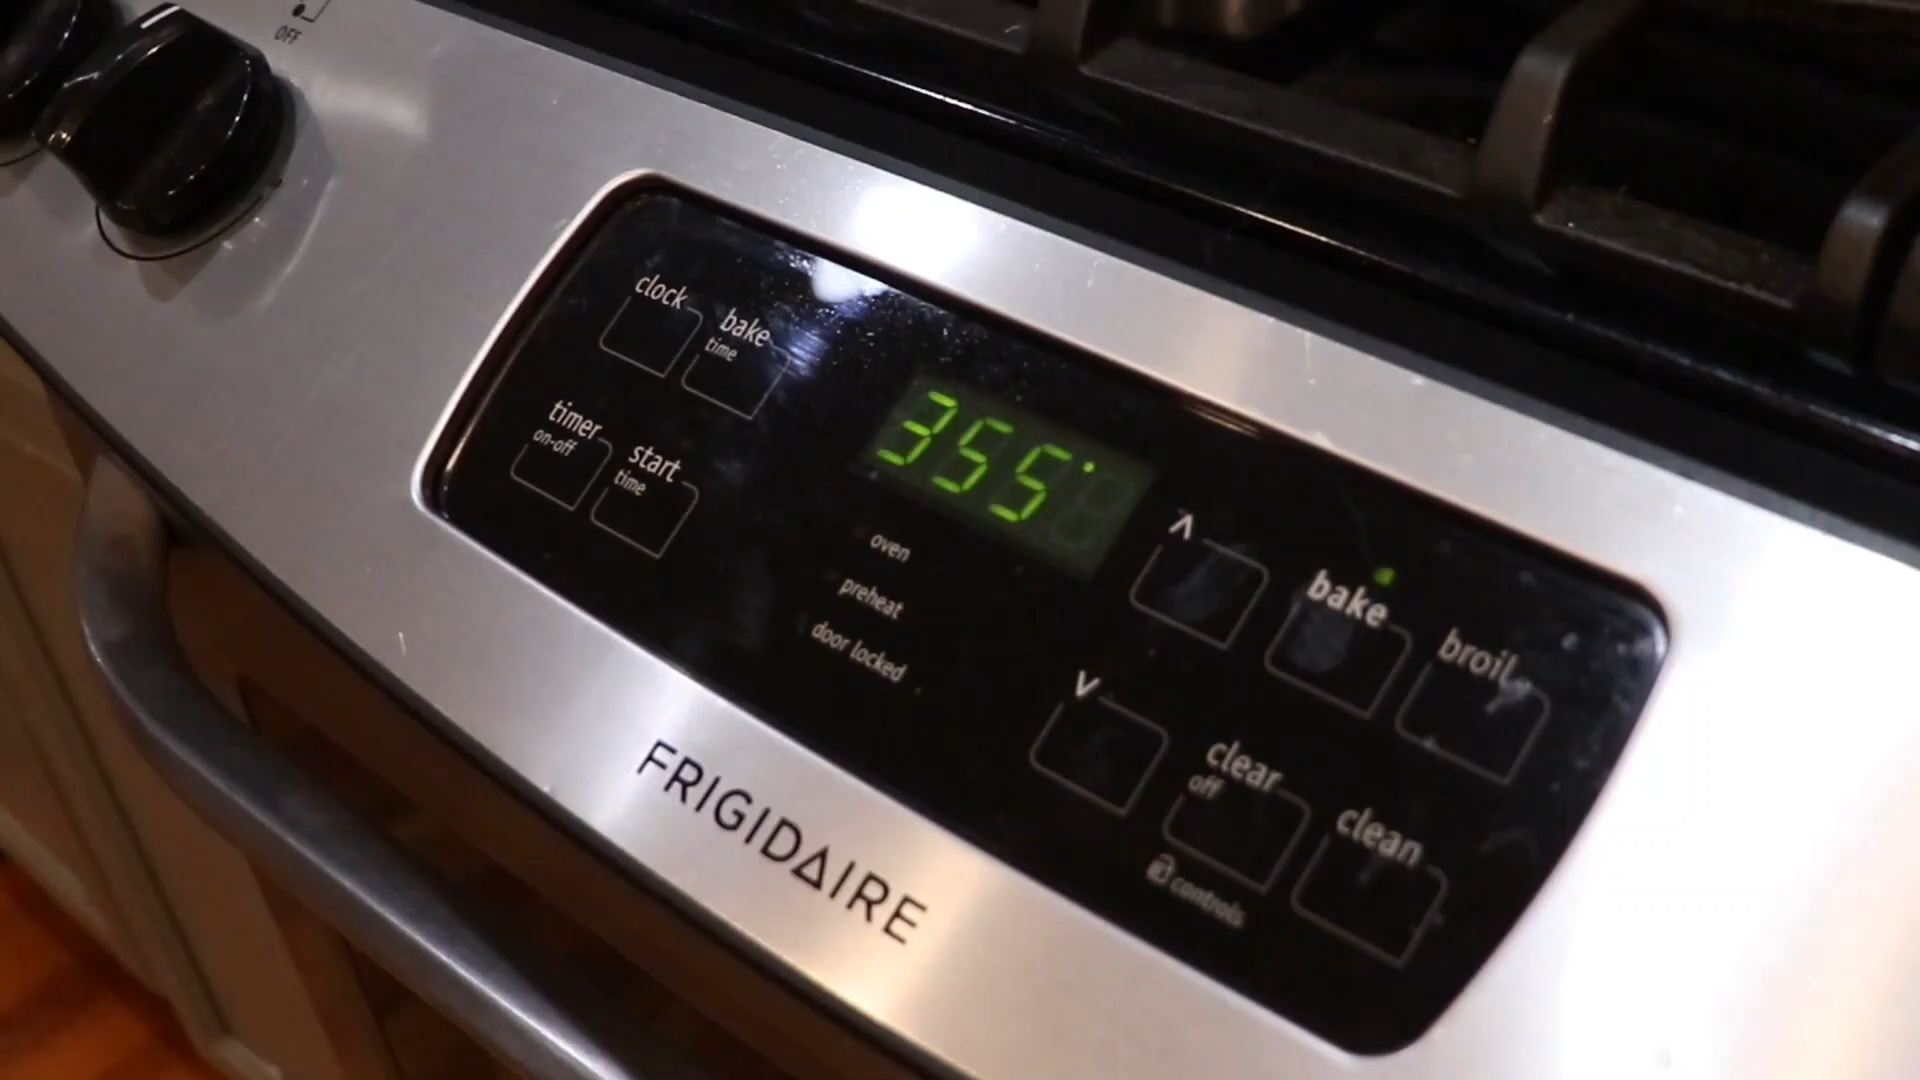 OFF
clock
bake
time
timer
on-off
start
time
355°
oven
preheat
door locked
^
bake
broil
v
clear
off
clean
controls
FRIGIDAIRE